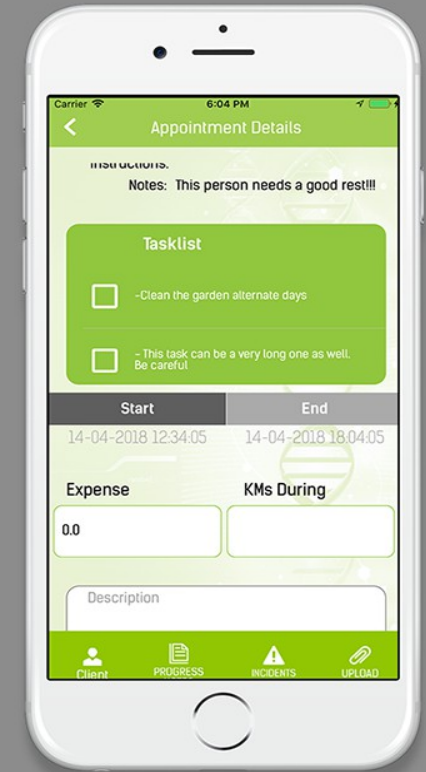 Carrier 6:04 PM
Appointment Details
Instructions:
Notes: This person needs a good rest!!!
Tasklist
-Clean the garden alternate days
- This task can be a very long one as well.
Be careful
Start End
14-04-2018 12:34:05 14-04-2018 18:04:05
Expense KMs During
0.0
Description
Client PROGRESS INCIDENTS UPLOAD